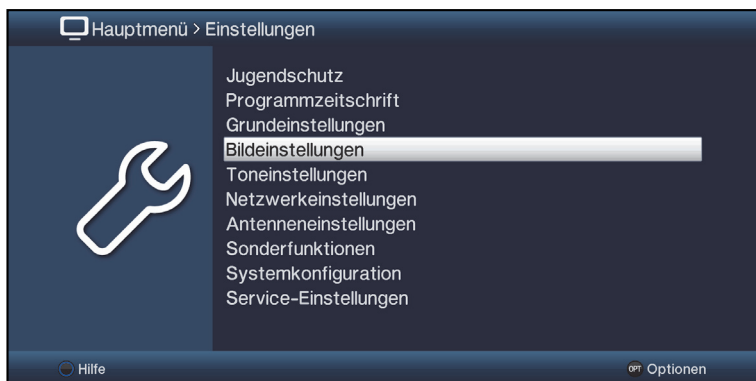 Hauptmenü > Einstellungen
Jugendschutz
Programmzeitschrift
Grundeinstellungen
Bildeinstellungen
Toneinstellungen
Netzwerkeinstellungen
Antenneneinstellungen
Sonderfunktionen
Systemkonfiguration
Service-Einstellungen
Hilfe OPT Optionen